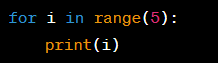 for i in range(5):
    print(i)